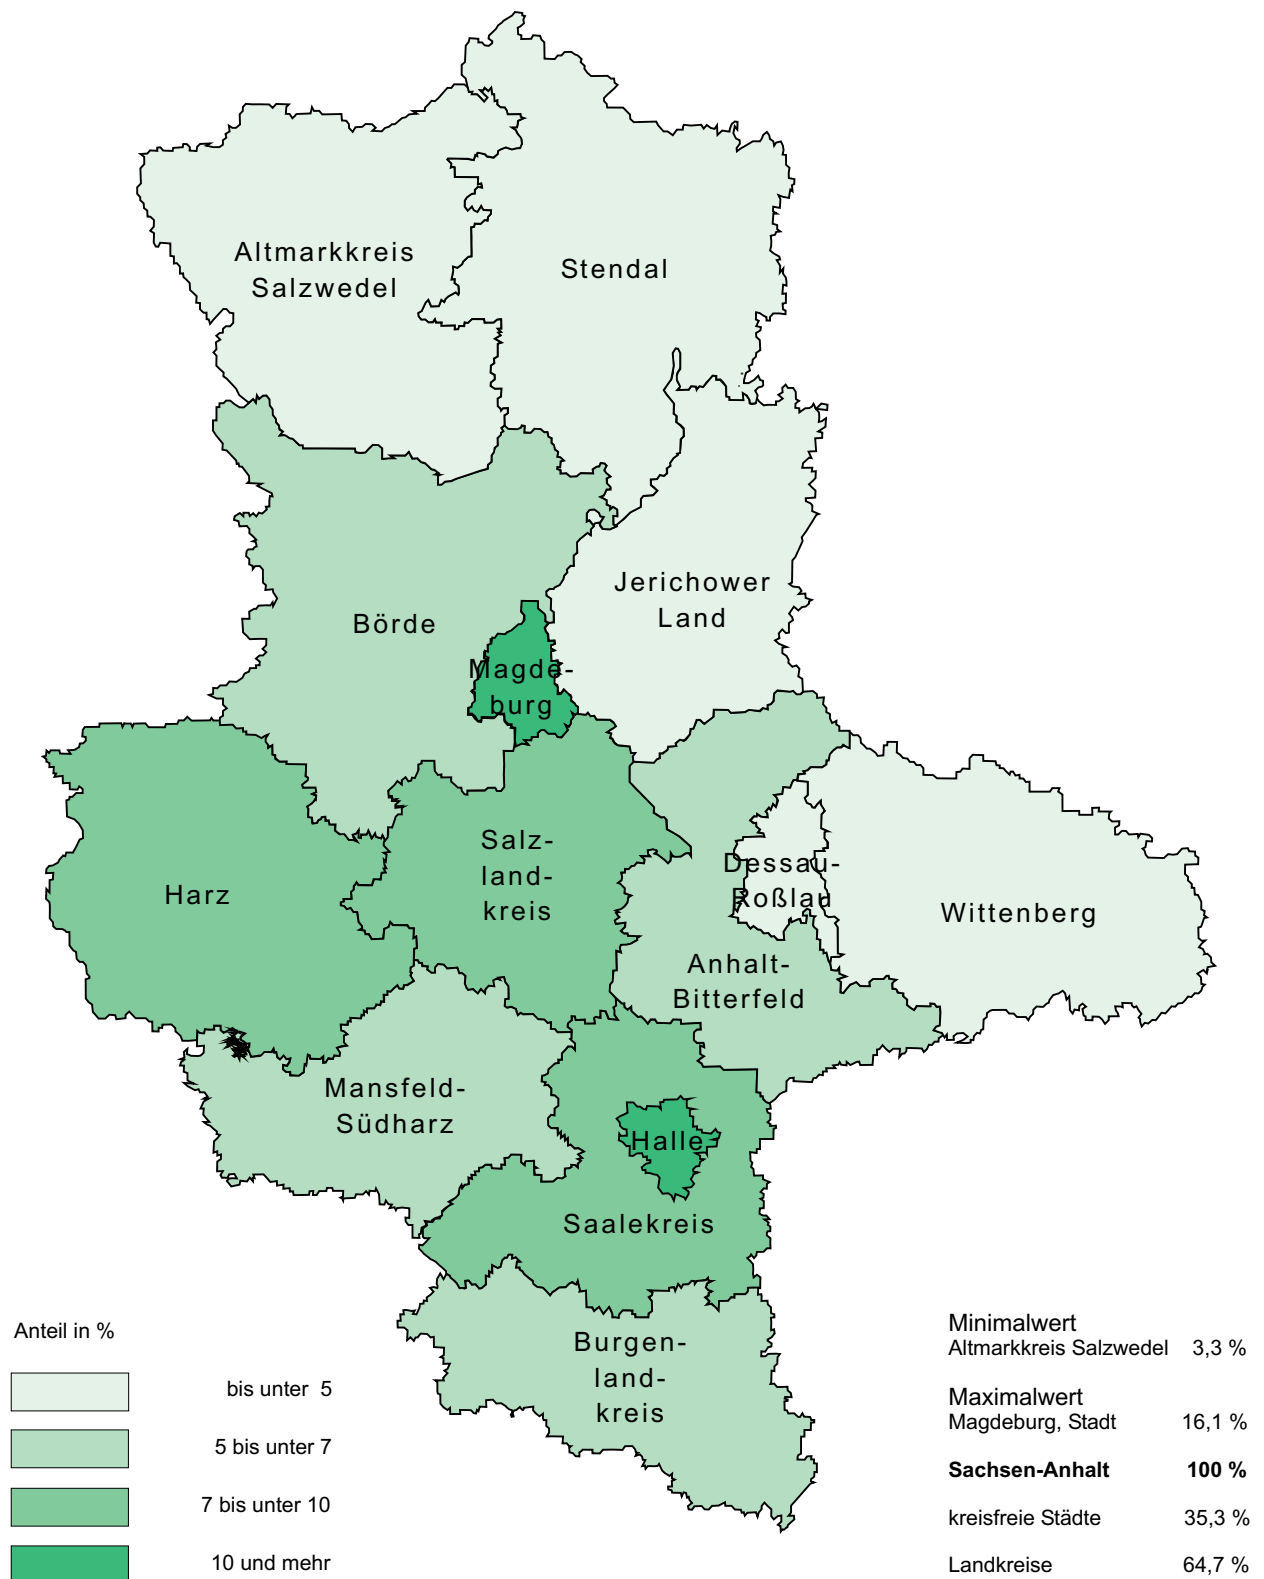 Altmarkkreis
Salzwedel
Stendal
Jerichower
Land
Börde
Magde-
burg
Salz-
land-
kreis
Harz
Dessau-
Roßlau
Wittenberg
Anhalt-
Bitterfeld
Mansfeld-
Südharz
Halle
Saalekreis
Burgen-
land-
kreis
Anteil in %
bis unter 5
5 bis unter 7
7 bis unter 10
10 und mehr
Minimalwert
Altmarkkreis Salzwedel 3,3 %
Maximalwert
Magdeburg, Stadt 16,1 %
Sachsen-Anhalt 100 %
kreisfreie Städte 35,3 %
Landkreise 64,7 %